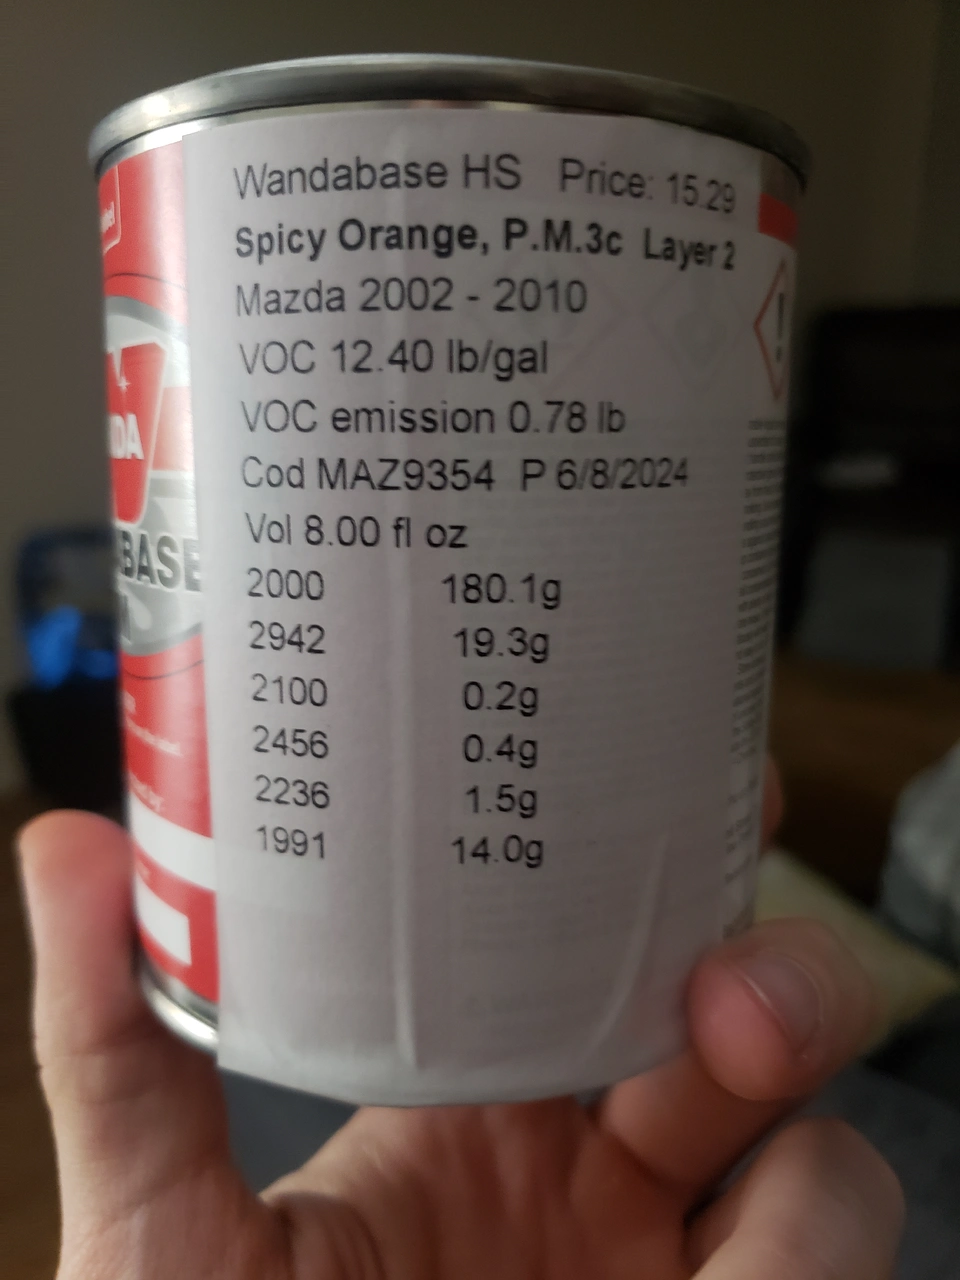 Wandabase HS Price: 15.29
Spicy Orange, P.M.3c Layer 2
Mazda 2002 - 2010
VOC 12.40 lb/gal
VOC emission 0.78 lb
Cod MAZ9354 P 6/8/2024
Vol 8.00 fl oz
2000 180.1g
2942 19.3g
2100 0.2g
2456 0.4g
2236 1.5g
1991 14.0g
NDA
BASE